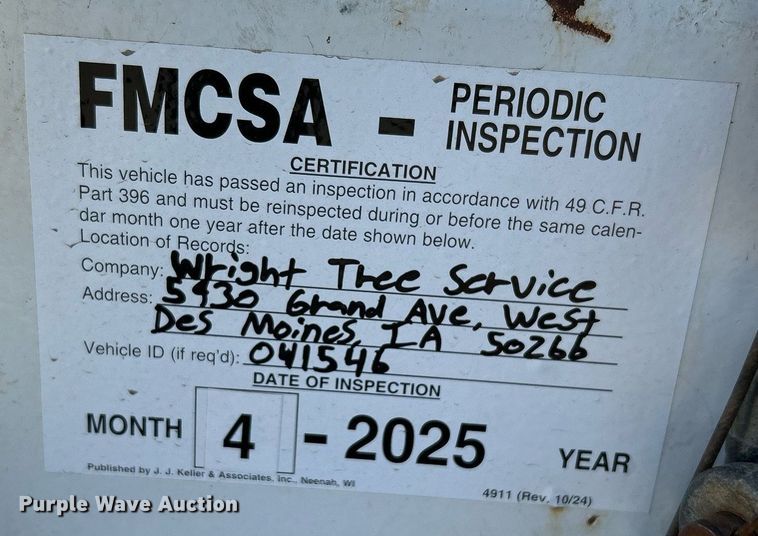 FMCSA - PERIODIC
INSPECTION
CERTIFICATION
This vehicle has passed an inspection in accordance with 49 C.F.R.
Part 396 and must be reinspected during or before the same calen-
dar month one year after the date shown below.
Location of Records:
Company: Wright Tree Service
Address: 5930 Grand Ave, West
Des Moines, IA 50266
Vehicle ID (if req'd): 041546
DATE OF INSPECTION
MONTH 4 - 2025 YEAR
Published by J. J. Keller & Associates, Inc., Neenah, WI
4911 (Rev. 10/24)
Purple Wave Auction